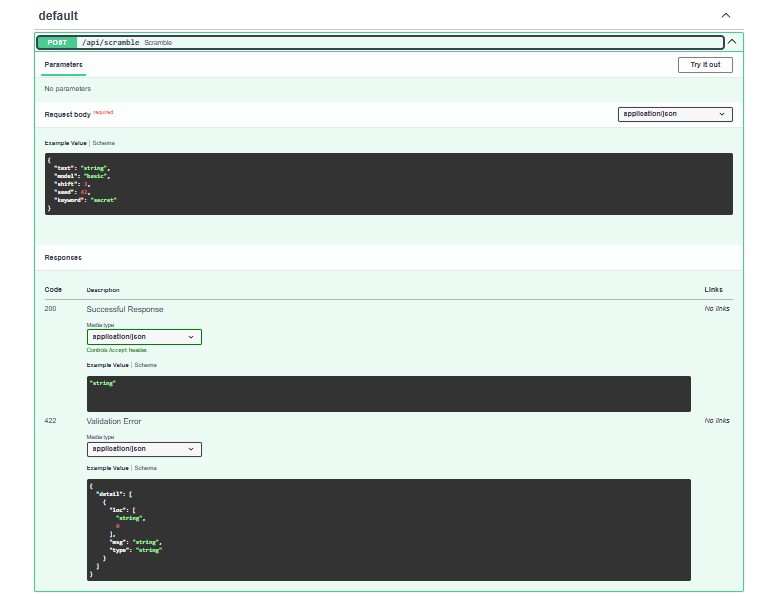 default
POST /api/scramble Scramble
Parameters
Try it out
No parameters
Request body required
application/json
Example Value | Schema
{
"text": "string",
"model": "basic",
"shift": 3,
"seed": 42,
"keyword": "secret"
}
Responses
Code Description Links
200 Successful Response No links
Media type
application/json
Controls Accept header.
Example Value | Schema
"string"
422 Validation Error No links
Media type
application/json
Example Value | Schema
{
"detail": [
{
"loc": [
"string",
0
],
"msg": "string",
"type": "string"
}
]
}